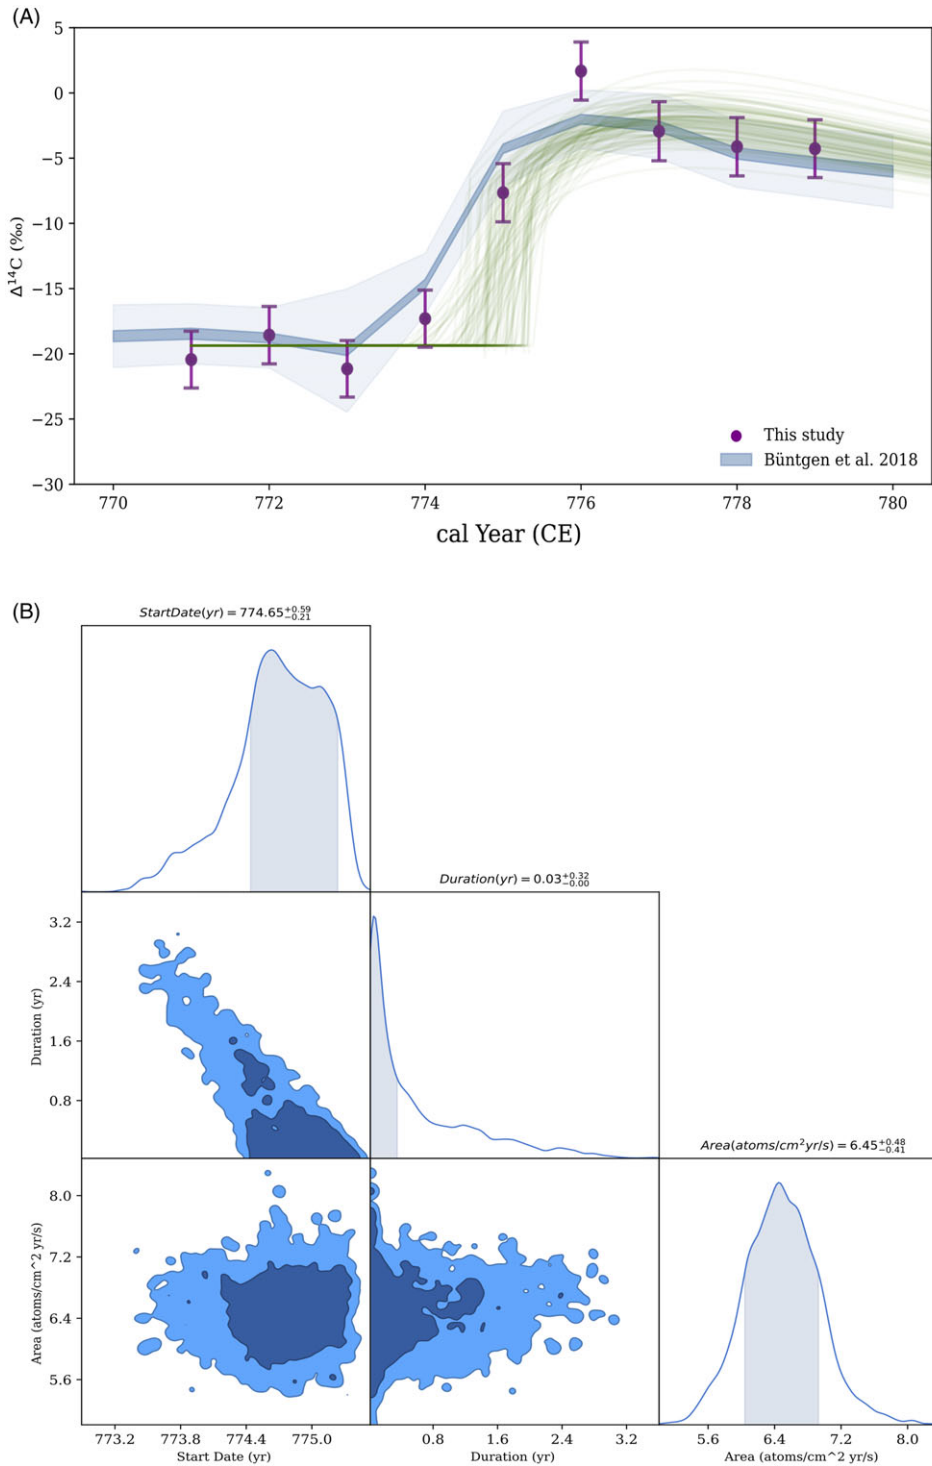 (A)
5
0
−5
−10
−15
−20
−25
−30
Δ¹⁴C (‰)
This study
Büntgen et al. 2018
770 772 774 776 778 780
cal Year (CE)
(B)
StartDate(yr) = 774.65 +0.59 −0.21
Duration(yr) = 0.03 +0.32 −0.00
3.2
2.4
1.6
0.8
Duration (yr)
Area(atoms/cm²yr/s) = 6.45 +0.48 −0.41
8.0
7.2
6.4
5.6
Area (atoms/cm^2 yr/s)
773.2 773.8 774.4 775.0 0.8 1.6 2.4 3.2 5.6 6.4 7.2 8.0
Start Date (yr) Duration (yr) Area (atoms/cm^2 yr/s)